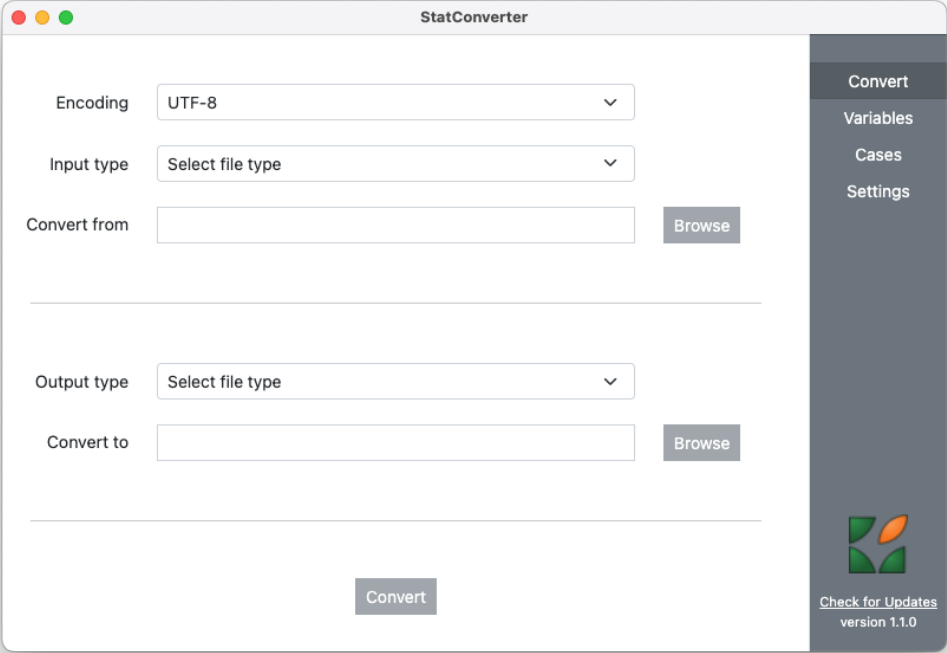 StatConverter
Encoding
UTF-8
Input type
Select file type
Convert from
Browse
Output type
Select file type
Convert to
Browse
Convert
Convert
Variables
Cases
Settings
Check for Updates
version 1.1.0